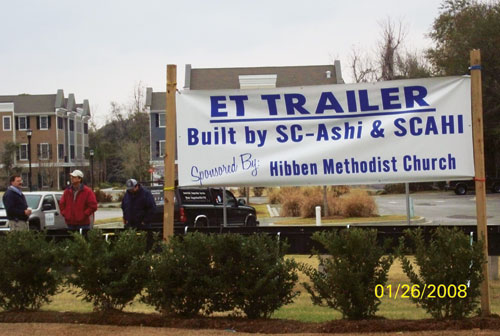 ET TRAILER
Built by SC-Ashi & SCAHI
Sponsored By: Hibben Methodist Church
01/26/2008